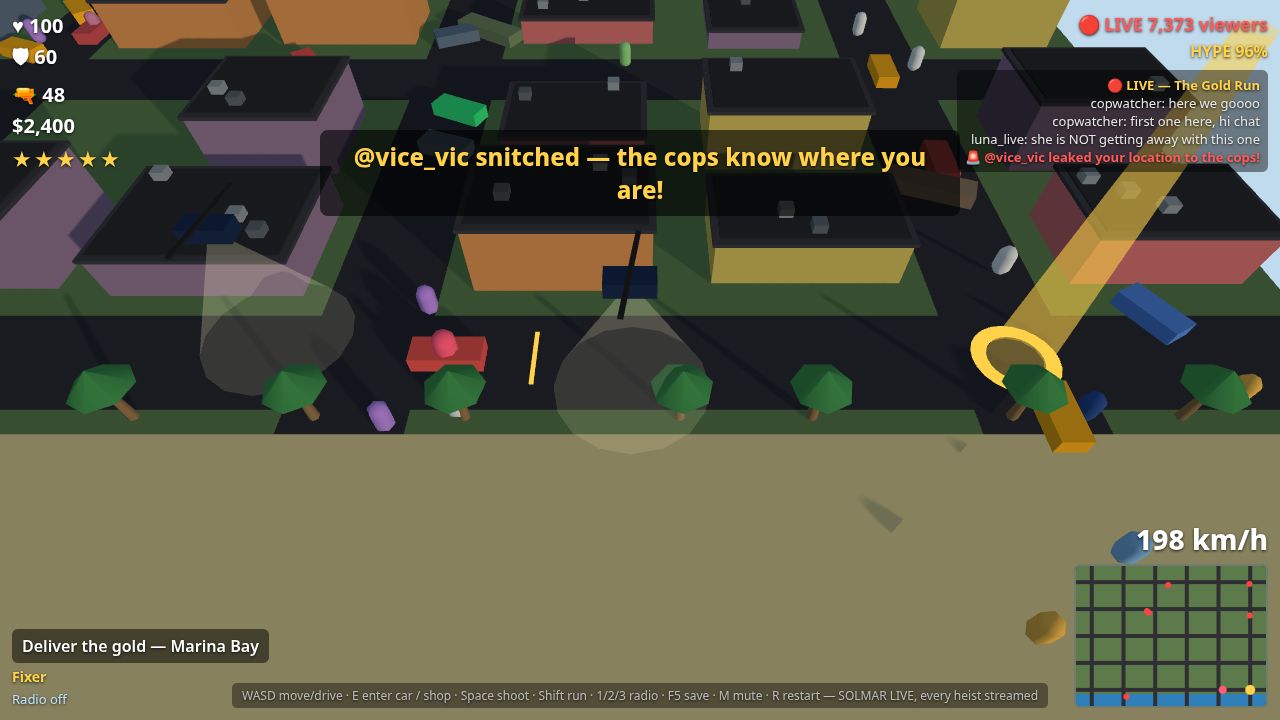 ♥ 100
🛡 60
🔫 48
$2,400
★★★★★
🔴 LIVE 7,373 viewers
HYPE 96%
🔴 LIVE — The Gold Run
copwatcher: here we goooo
copwatcher: first one here, hi chat
luna_live: she is NOT getting away with this one
🚨 @vice_vic leaked your location to the cops!
@vice_vic snitched — the cops know where you
are!
198 km/h
Deliver the gold — Marina Bay
Fixer
Radio off
WASD move/drive · E enter car / shop · Space shoot · Shift run · 1/2/3 radio · F5 save · M mute · R restart — SOLMAR LIVE, every heist streamed